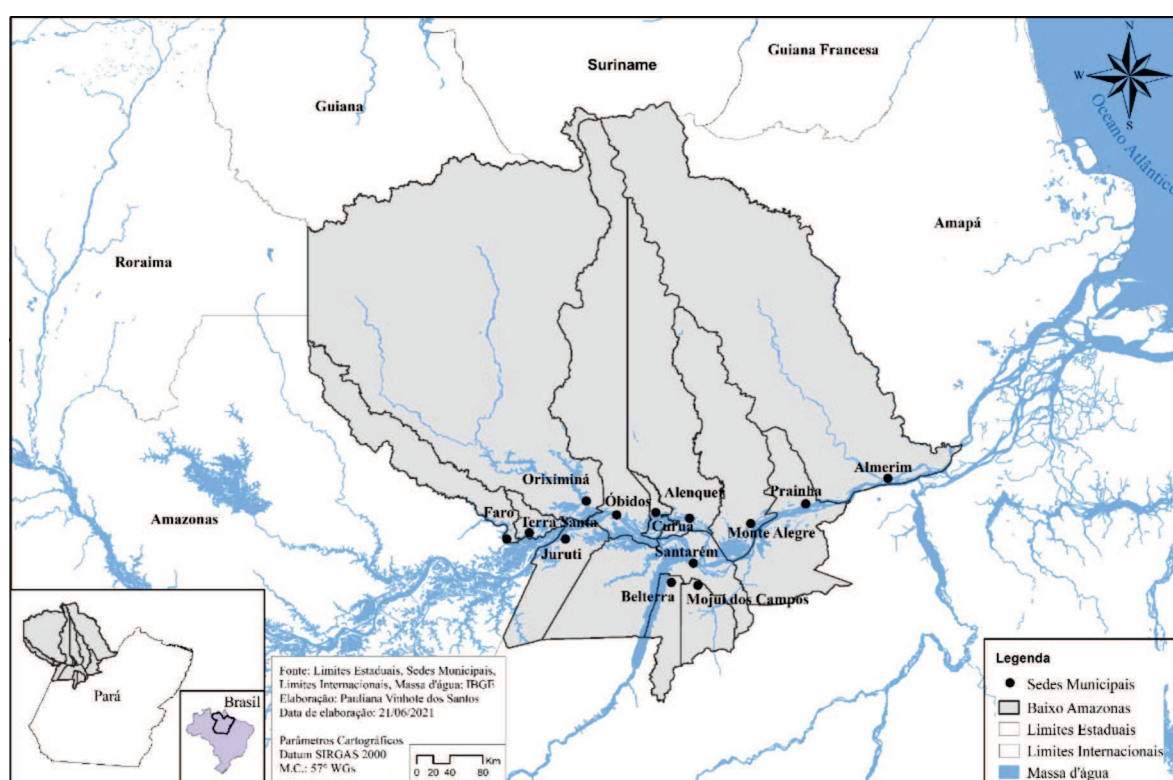 Guiana Francesa
Suriname
Guiana
N
W
E
S
Oceano Atlântico
Roraima
Amapá
Amazonas
Oriximiná
Óbidos
Alenquer
Prainha
Almerim
Faro
Terra Santa
Curuá
Monte Alegre
Juruti
Santarém
Belterra
Mojuí dos Campos
Pará
Brasil
Fonte: Limites Estaduais, Sedes Municipais,
Limites Internacionais, Massa d'água: IBGE
Elaboração: Pauliana Vinhote dos Santos
Data de elaboração: 21/06/2021
Parâmetros Cartográficos
Datum SIRGAS 2000
M.C.: 57º WGs
Km
0 20 40 80
Legenda
Sedes Municipais
Baixo Amazonas
Limites Estaduais
Limites Internacionais
Massa d'água